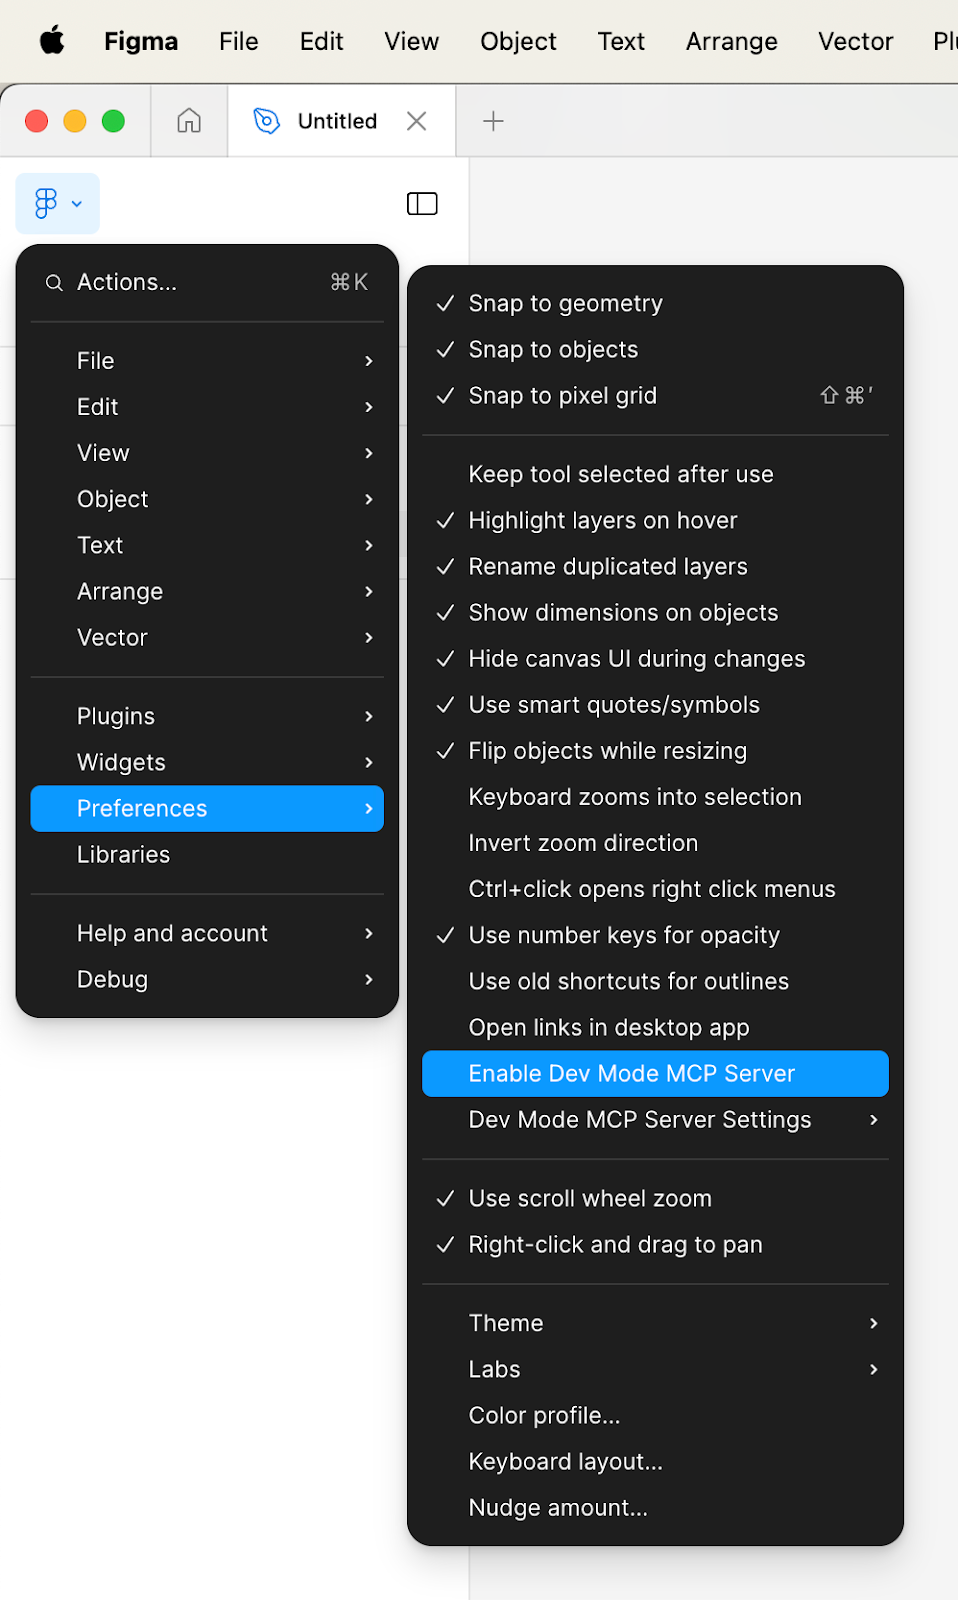 Figma File Edit View Object Text Arrange Vector
Untitled
Actions... ⌘K
File
Edit
View
Object
Text
Arrange
Vector
Plugins
Widgets
Preferences
Libraries
Help and account
Debug
Snap to geometry
Snap to objects
Snap to pixel grid ⇧⌘'
Keep tool selected after use
Highlight layers on hover
Rename duplicated layers
Show dimensions on objects
Hide canvas UI during changes
Use smart quotes/symbols
Flip objects while resizing
Keyboard zooms into selection
Invert zoom direction
Ctrl+click opens right click menus
Use number keys for opacity
Use old shortcuts for outlines
Open links in desktop app
Enable Dev Mode MCP Server
Dev Mode MCP Server Settings
Use scroll wheel zoom
Right-click and drag to pan
Theme
Labs
Color profile...
Keyboard layout...
Nudge amount...